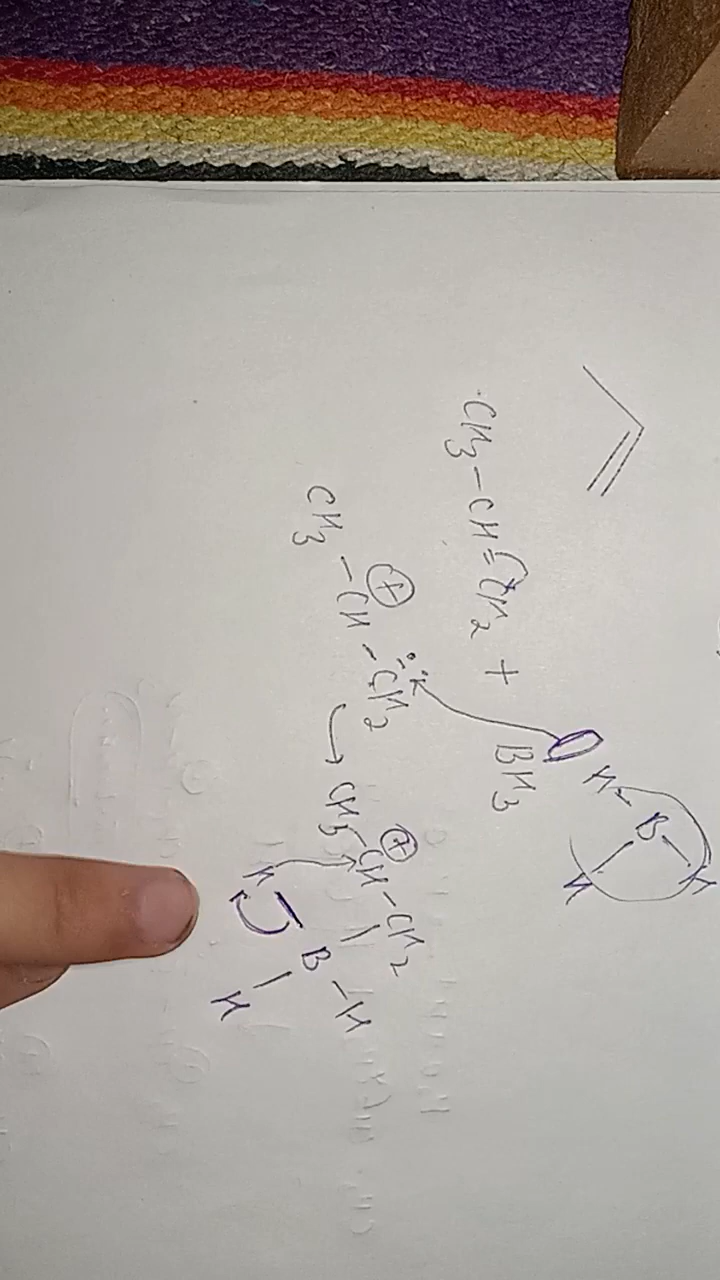 H-B-H
H
CH3-CH=CH2 + BH3
⊕
CH3-CH-CH2 → CH3-CH-CH2
⊕
H B-H
H